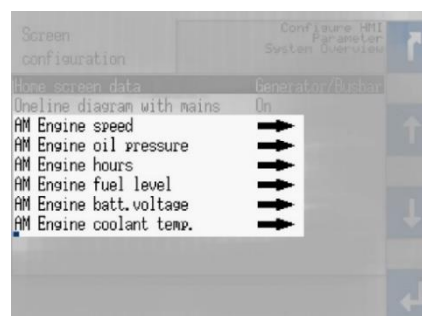 Screen
configuration
Configure HMI
Parameter
System Overview
Home screen data Generator/Busbar
Oneline diagram with mains On
AM Engine speed
AM Engine oil pressure
AM Engine hours
AM Engine fuel level
AM Engine batt.voltage
AM Engine coolant temp.